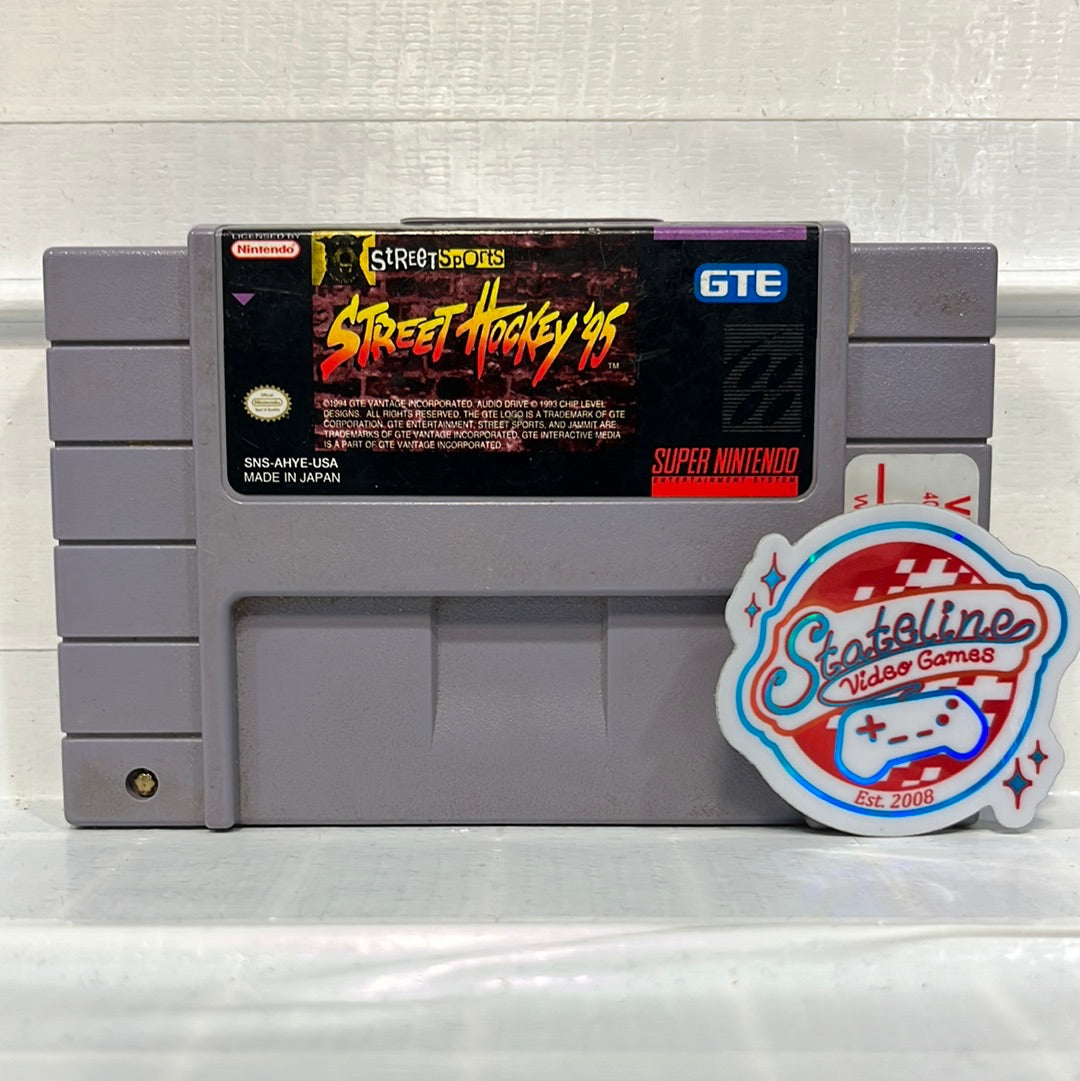 LICENSED BY
Nintendo
StReetSpoRts
GTE
STREET HOCKEY '95
TM
©1994 GTE VANTAGE INCORPORATED. AUDIO DRIVE © 1993 CHIP LEVEL
DESIGNS. ALL RIGHTS RESERVED. THE GTE LOGO IS A TRADEMARK OF GTE
CORPORATION. GTE ENTERTAINMENT, STREET SPORTS, AND JAMMIT ARE
TRADEMARKS OF GTE VANTAGE INCORPORATED. GTE INTERACTIVE MEDIA
IS A PART OF GTE VANTAGE INCORPORATED.
SNS-AHYE-USA
MADE IN JAPAN
SUPER NINTENDO
ENTERTAINMENT SYSTEM
Stateline
Video Games
Est. 2008